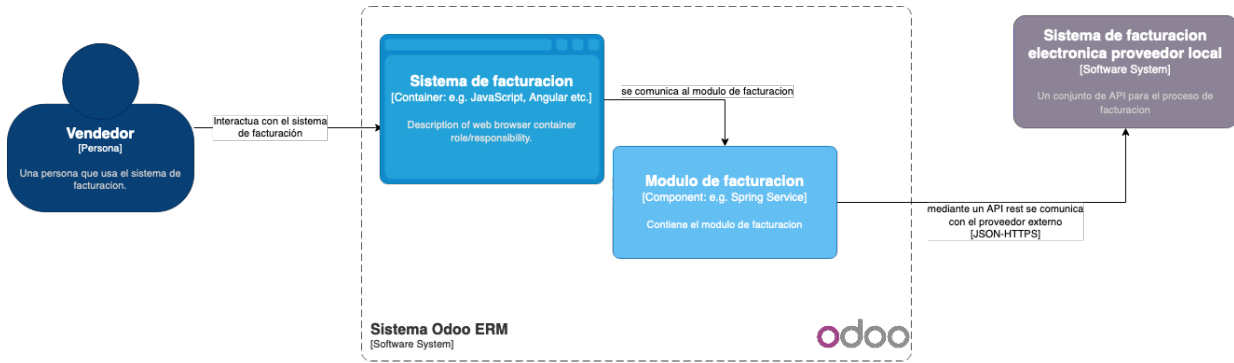 Vendedor
[Persona]
Una persona que usa el sistema de
facturacion.
Interactua con el sistema
de facturación
Sistema de facturacion
[Container: e.g. JavaScript, Angular etc.]
Description of web browser container
role/responsibility.
se comunica al modulo de facturacion
Modulo de facturacion
[Component: e.g. Spring Service]
Contiene el modulo de facturacion
mediante un API rest se comunica
con el proveedor externo
[JSON-HTTPS]
Sistema de facturacion
electronica proveedor local
[Software System]
Un conjunto de API para el proceso de
facturacion
Sistema Odoo ERM
[Software System]
odoo